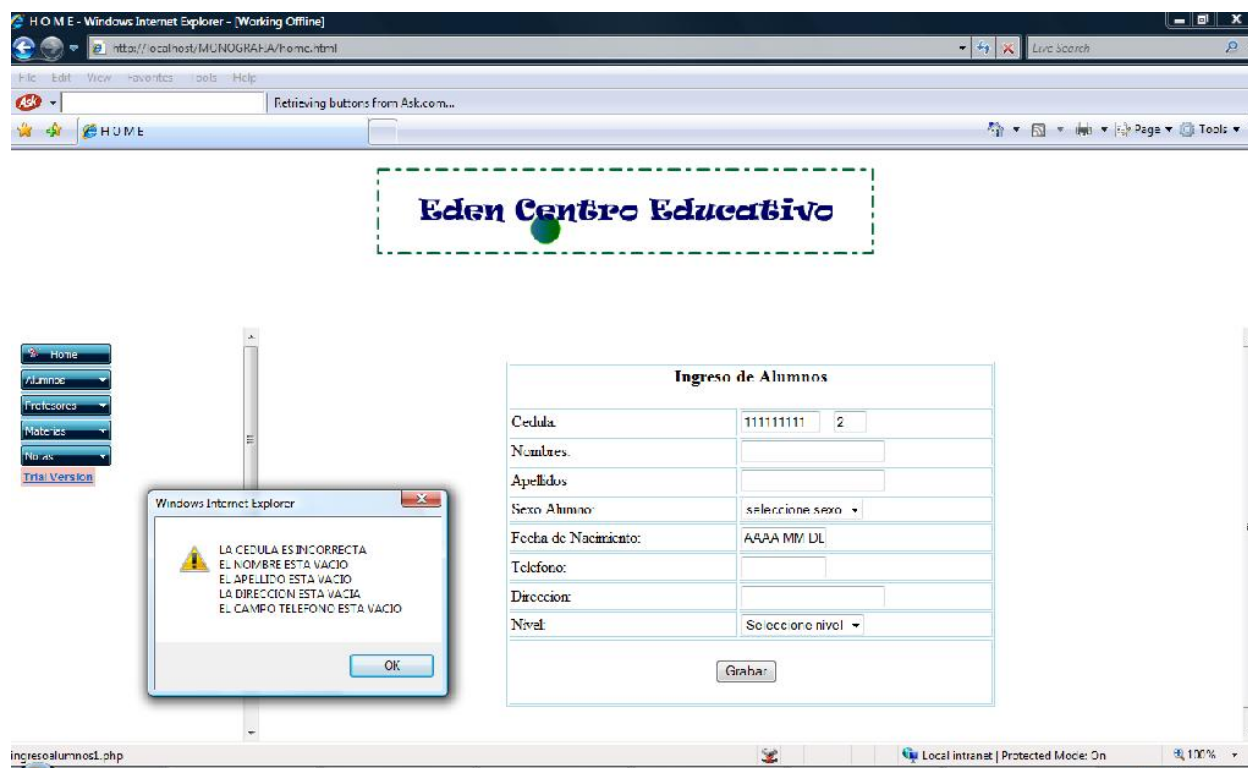 H O M E - Windows Internet Explorer - [Working Offline]
http://localhost/MONOGRAFIA/home.html
Live Search
File Edit View Favorites Tools Help
Ask
Retrieving buttons from Ask.com...
H O M E
Page Tools
Eden Centro Educativo
Home
Alumnos
Profesores
Materias
Notas
Trial Version
Ingreso de Alumnos
Cedula:
111111111 2
Nombres:
Apellidos
Sexo Alumno:
seleccione sexo
Fecha de Nacimiento:
AAAA MM DD
Telefono:
Direccion:
Nivel:
Seleccione nivel
Grabar
Windows Internet Explorer
LA CEDULA ES INCORRECTA
EL NOMBRE ESTA VACIO
EL APELLIDO ESTA VACIO
LA DIRECCION ESTA VACIA
EL CAMPO TELEFONO ESTA VACIO
OK
ingresoalumnos1.php
Local intranet | Protected Mode: On
100%